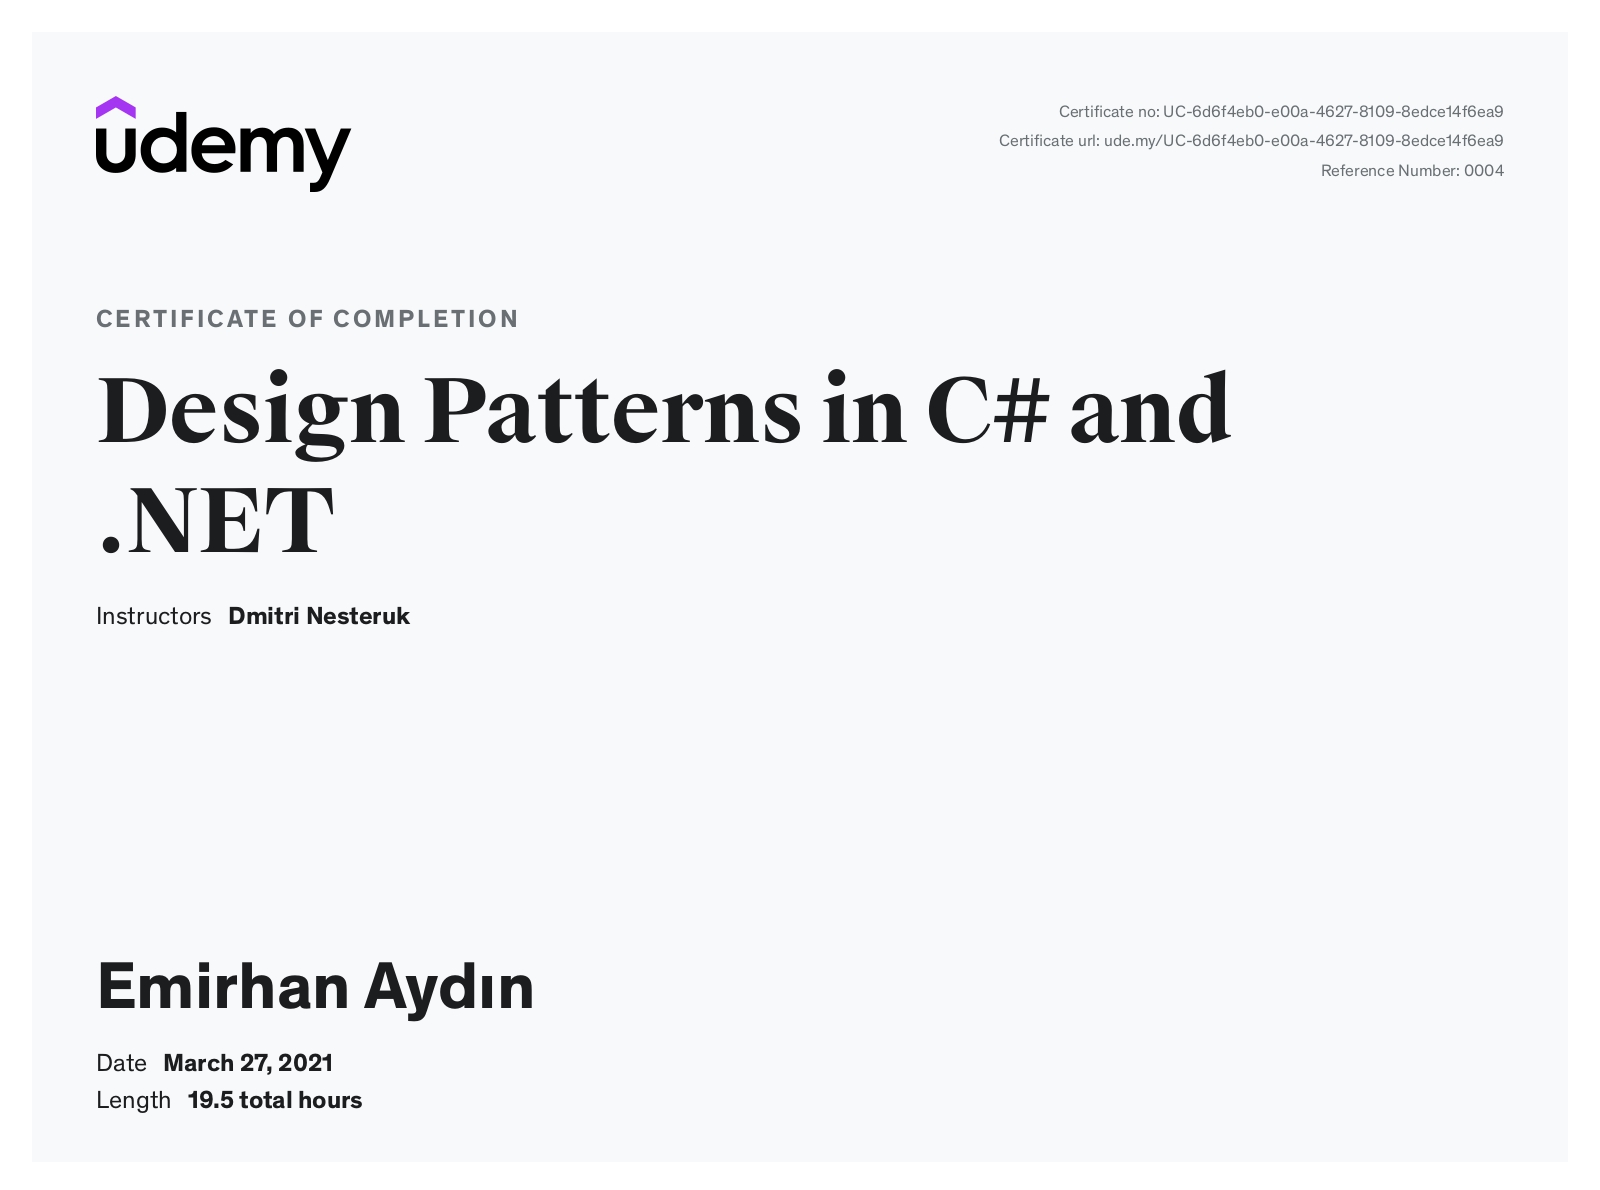 udemy
Certificate no: UC-6d6f4eb0-e00a-4627-8109-8edce14f6ea9
Certificate url: ude.my/UC-6d6f4eb0-e00a-4627-8109-8edce14f6ea9
Reference Number: 0004
CERTIFICATE OF COMPLETION
Design Patterns in C# and
.NET
Instructors Dmitri Nesteruk
Emirhan Aydın
Date March 27, 2021
Length 19.5 total hours